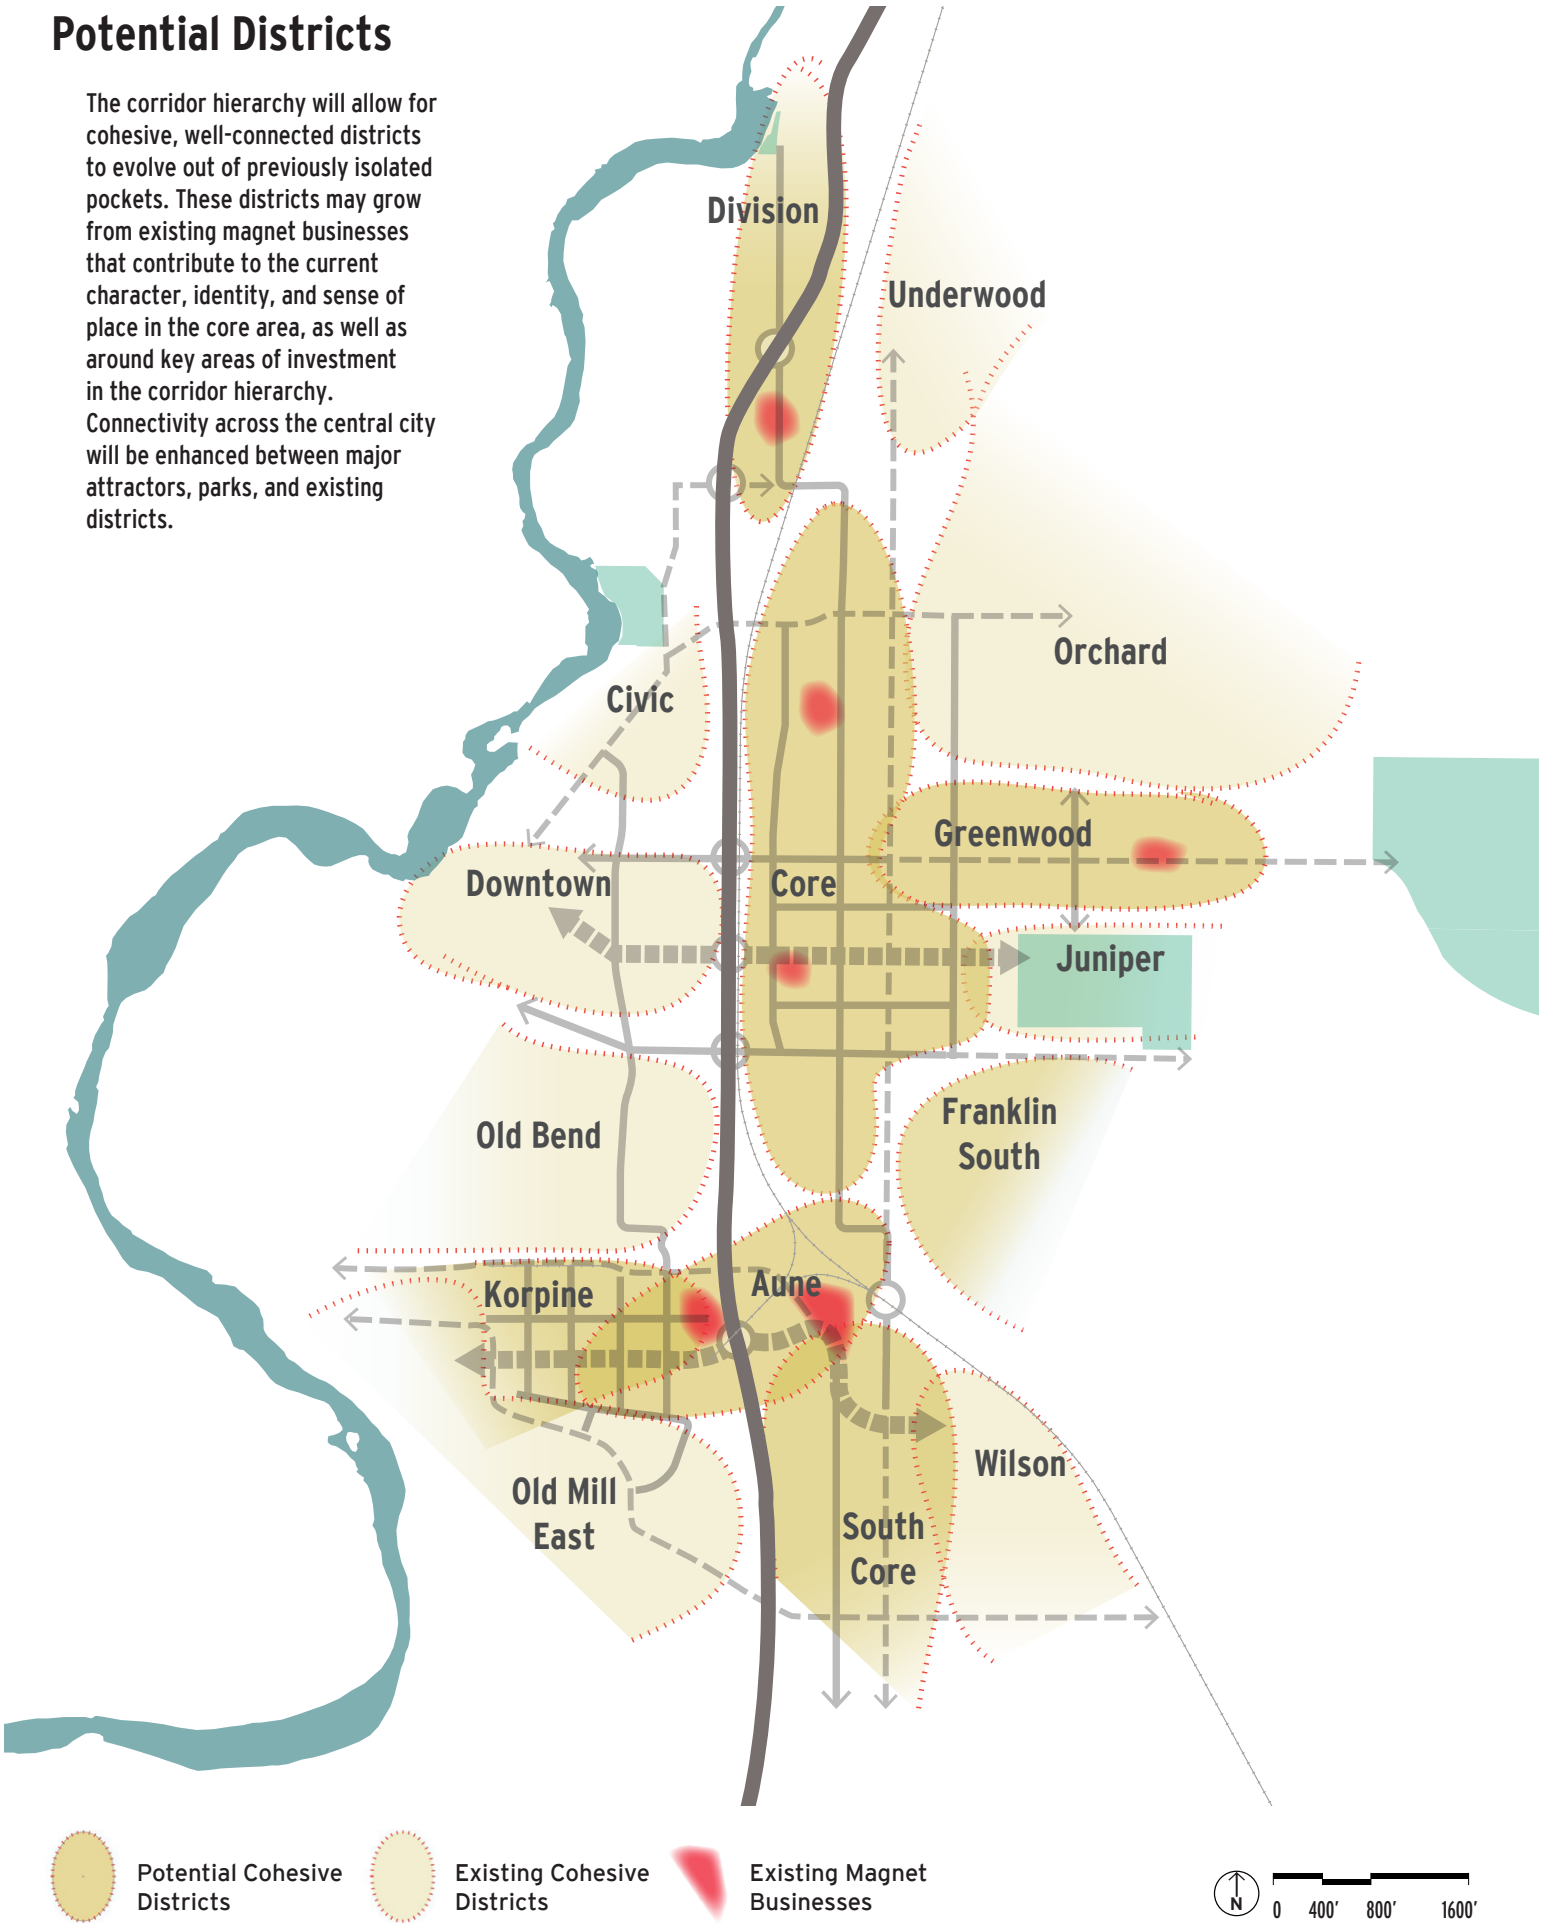 Potential Districts
The corridor hierarchy will allow for
cohesive, well-connected districts
to evolve out of previously isolated
pockets. These districts may grow
from existing magnet businesses
that contribute to the current
character, identity, and sense of
place in the core area, as well as
around key areas of investment
in the corridor hierarchy.
Connectivity across the central city
will be enhanced between major
attractors, parks, and existing
districts.
Division
Underwood
Orchard
Civic
Greenwood
Downtown
Core
Juniper
Franklin
South
Old Bend
Aune
Korpine
Wilson
Old Mill
East
South
Core
Potential Cohesive
Districts
Existing Cohesive
Districts
Existing Magnet
Businesses
N
0 400' 800' 1600'